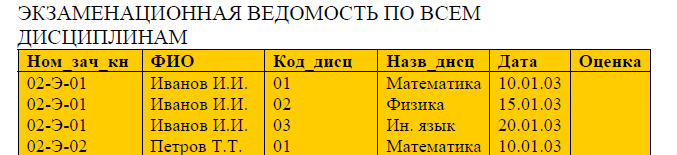 ЭКЗАМЕНАЦИОННАЯ ВЕДОМОСТЬ ПО ВСЕМ
ДИСЦИПЛИНАМ
Ном_зач_кн ФИО Код_дисц Назв_дисц Дата Оценка
02-Э-01 Иванов И.И. 01 Математика 10.01.03
02-Э-01 Иванов И.И. 02 Физика 15.01.03
02-Э-01 Иванов И.И. 03 Ин. язык 20.01.03
02-Э-02 Петров Т.Т. 01 Математика 10.01.03